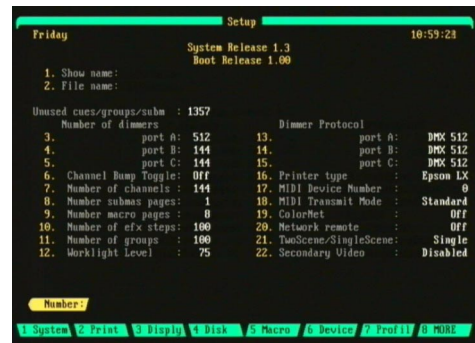 Setup
Friday 10:59:28
System Release 1.3
Boot Release 1.00
1. Show name:
2. File name:
Unused cues/groups/subm : 1357
Number of dimmers Dimmer Protocol
3. port A: 512 13. port A: DMX 512
4. port B: 144 14. port B: DMX 512
5. port C: 144 15. port C: DMX 512
6. Channel Bump Toggle: Off 16. Printer type : Epson LX
7. Number of channels : 144 17. MIDI Device Number : 0
8. Number submas pages: 1 18. MIDI Transmit Mode : Standard
9. Number macro pages : 8 19. ColorNet : Off
10. Number of efx steps: 100 20. Network remote : Off
11. Number of groups : 100 21. TwoScene/SingleScene: Single
12. Worklight Level : 75 22. Secondary Video : Disabled
Number:
1 System 2 Print 3 Disply 4 Disk 5 Macro 6 Device 7 Profil 8 MORE